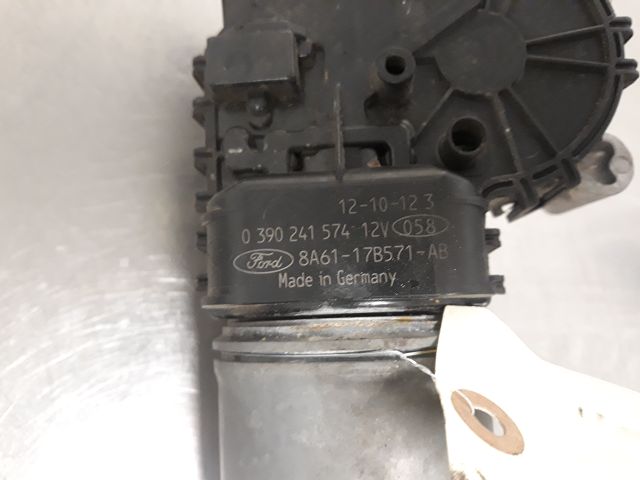 12-10-12 3
0 390 241 574 12V 058
Ford 8A61-17B571-AB
Made in Germany